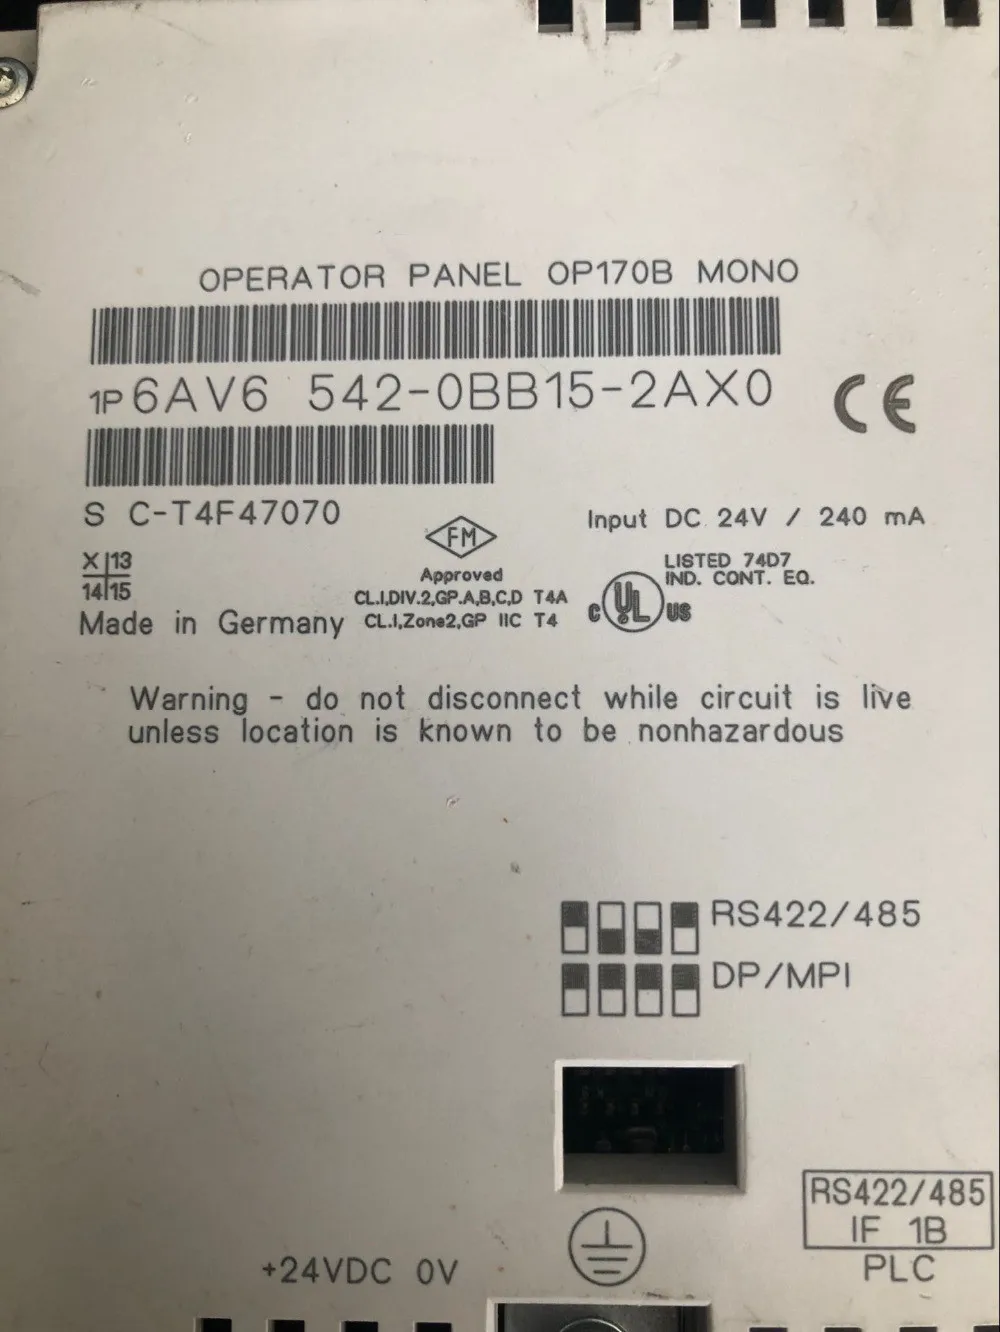 OPERATOR PANEL OP170B MONO
1P 6AV6 542-0BB15-2AX0
CE
S C-T4F47070
Input DC 24V / 240 mA
X 13
14 15
FM
Approved
CL.I,DIV.2,GP.A,B,C,D T4A
CL.I,Zone2,GP IIC T4
LISTED 74D7
IND. CONT. EQ.
C UL US
Made in Germany
Warning - do not disconnect while circuit is live
unless location is known to be nonhazardous
RS422/485
DP/MPI
RS422/485
IF 1B
PLC
+24VDC 0V